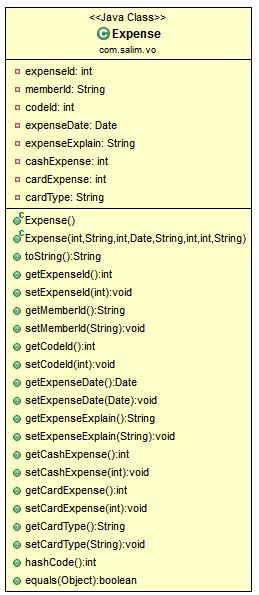 <<Java Class>>
Expense
com.salim.vo
expenseId: int
memberId: String
codeId: int
expenseDate: Date
expenseExplain: String
cashExpense: int
cardExpense: int
cardType: String
Expense()
Expense(int,String,int,Date,String,int,int,String)
toString():String
getExpenseId():int
setExpenseId(int):void
getMemberId():String
setMemberId(String):void
getCodeId():int
setCodeId(int):void
getExpenseDate():Date
setExpenseDate(Date):void
getExpenseExplain():String
setExpenseExplain(String):void
getCashExpense():int
setCashExpense(int):void
getCardExpense():int
setCardExpense(int):void
getCardType():String
setCardType(String):void
hashCode():int
equals(Object):boolean